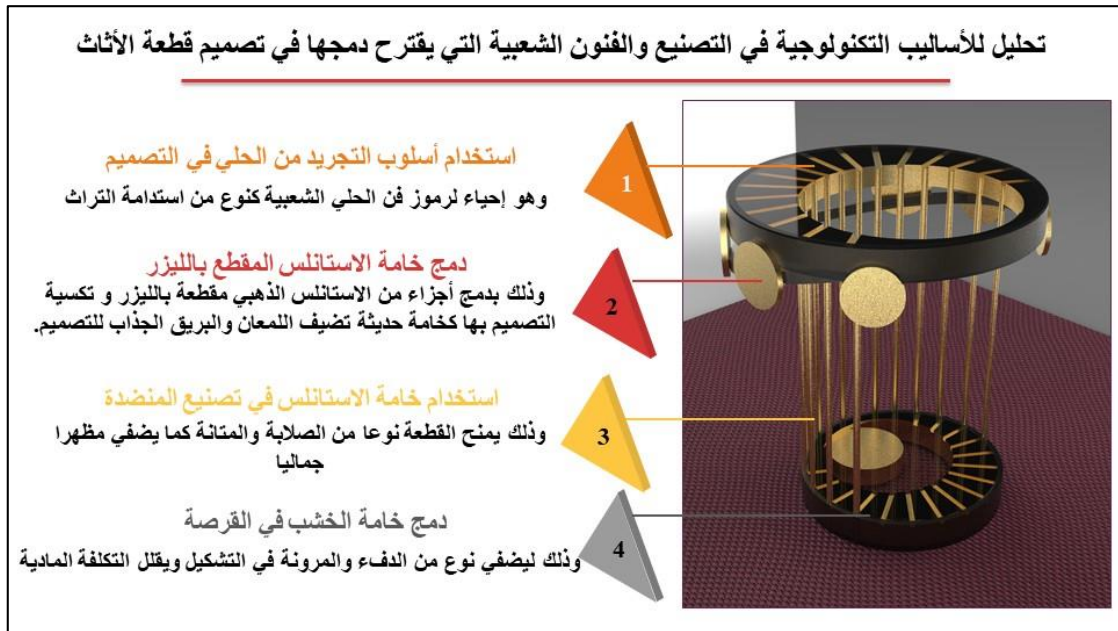 تحليل للأساليب التكنولوجية في التصنيع والفنون الشعبية التي يقترح دمجها في تصميم قطعة الأثاث
استخدام أسلوب التجريد من الحلي في التصميم
وهو إحياء لرموز فن الحلي الشعبية كنوع من استدامة التراث
1
دمج خامة الاستانلس المقطع بالليزر
وذلك بدمج أجزاء من الاستانلس الذهبي مقطعة بالليزر و تكسية
التصميم بها كخامة حديثة تضيف اللمعان والبريق الجذاب للتصميم.
2
استخدام خامة الاستانلس في تصنيع المنضدة
وذلك يمنح القطعة نوعا من الصلابة والمتانة كما يضفي مظهرا
جماليا
3
دمج خامة الخشب في القرصة
وذلك ليضفي نوع من الدفء والمرونة في التشكيل ويقلل التكلفة المادية
4